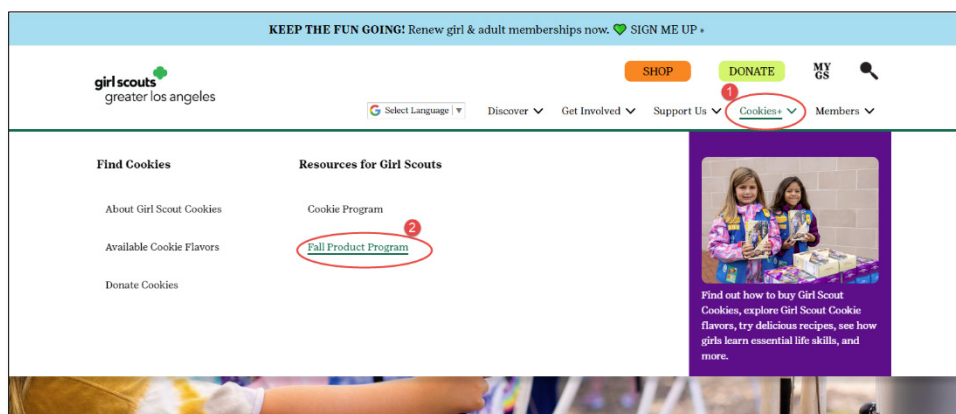 KEEP THE FUN GOING! Renew girl & adult memberships now. 💚 SIGN ME UP »
girl scouts
greater los angeles
SHOP
DONATE
MY
GS
1
Select Language ▼
Discover
Get Involved
Support Us
Cookies+
Members
Find Cookies
Resources for Girl Scouts
About Girl Scout Cookies
Cookie Program
2
Available Cookie Flavors
Fall Product Program
Donate Cookies
Find out how to buy Girl Scout
Cookies, explore Girl Scout Cookie
flavors, try delicious recipes, see how
girls learn essential life skills, and
more.